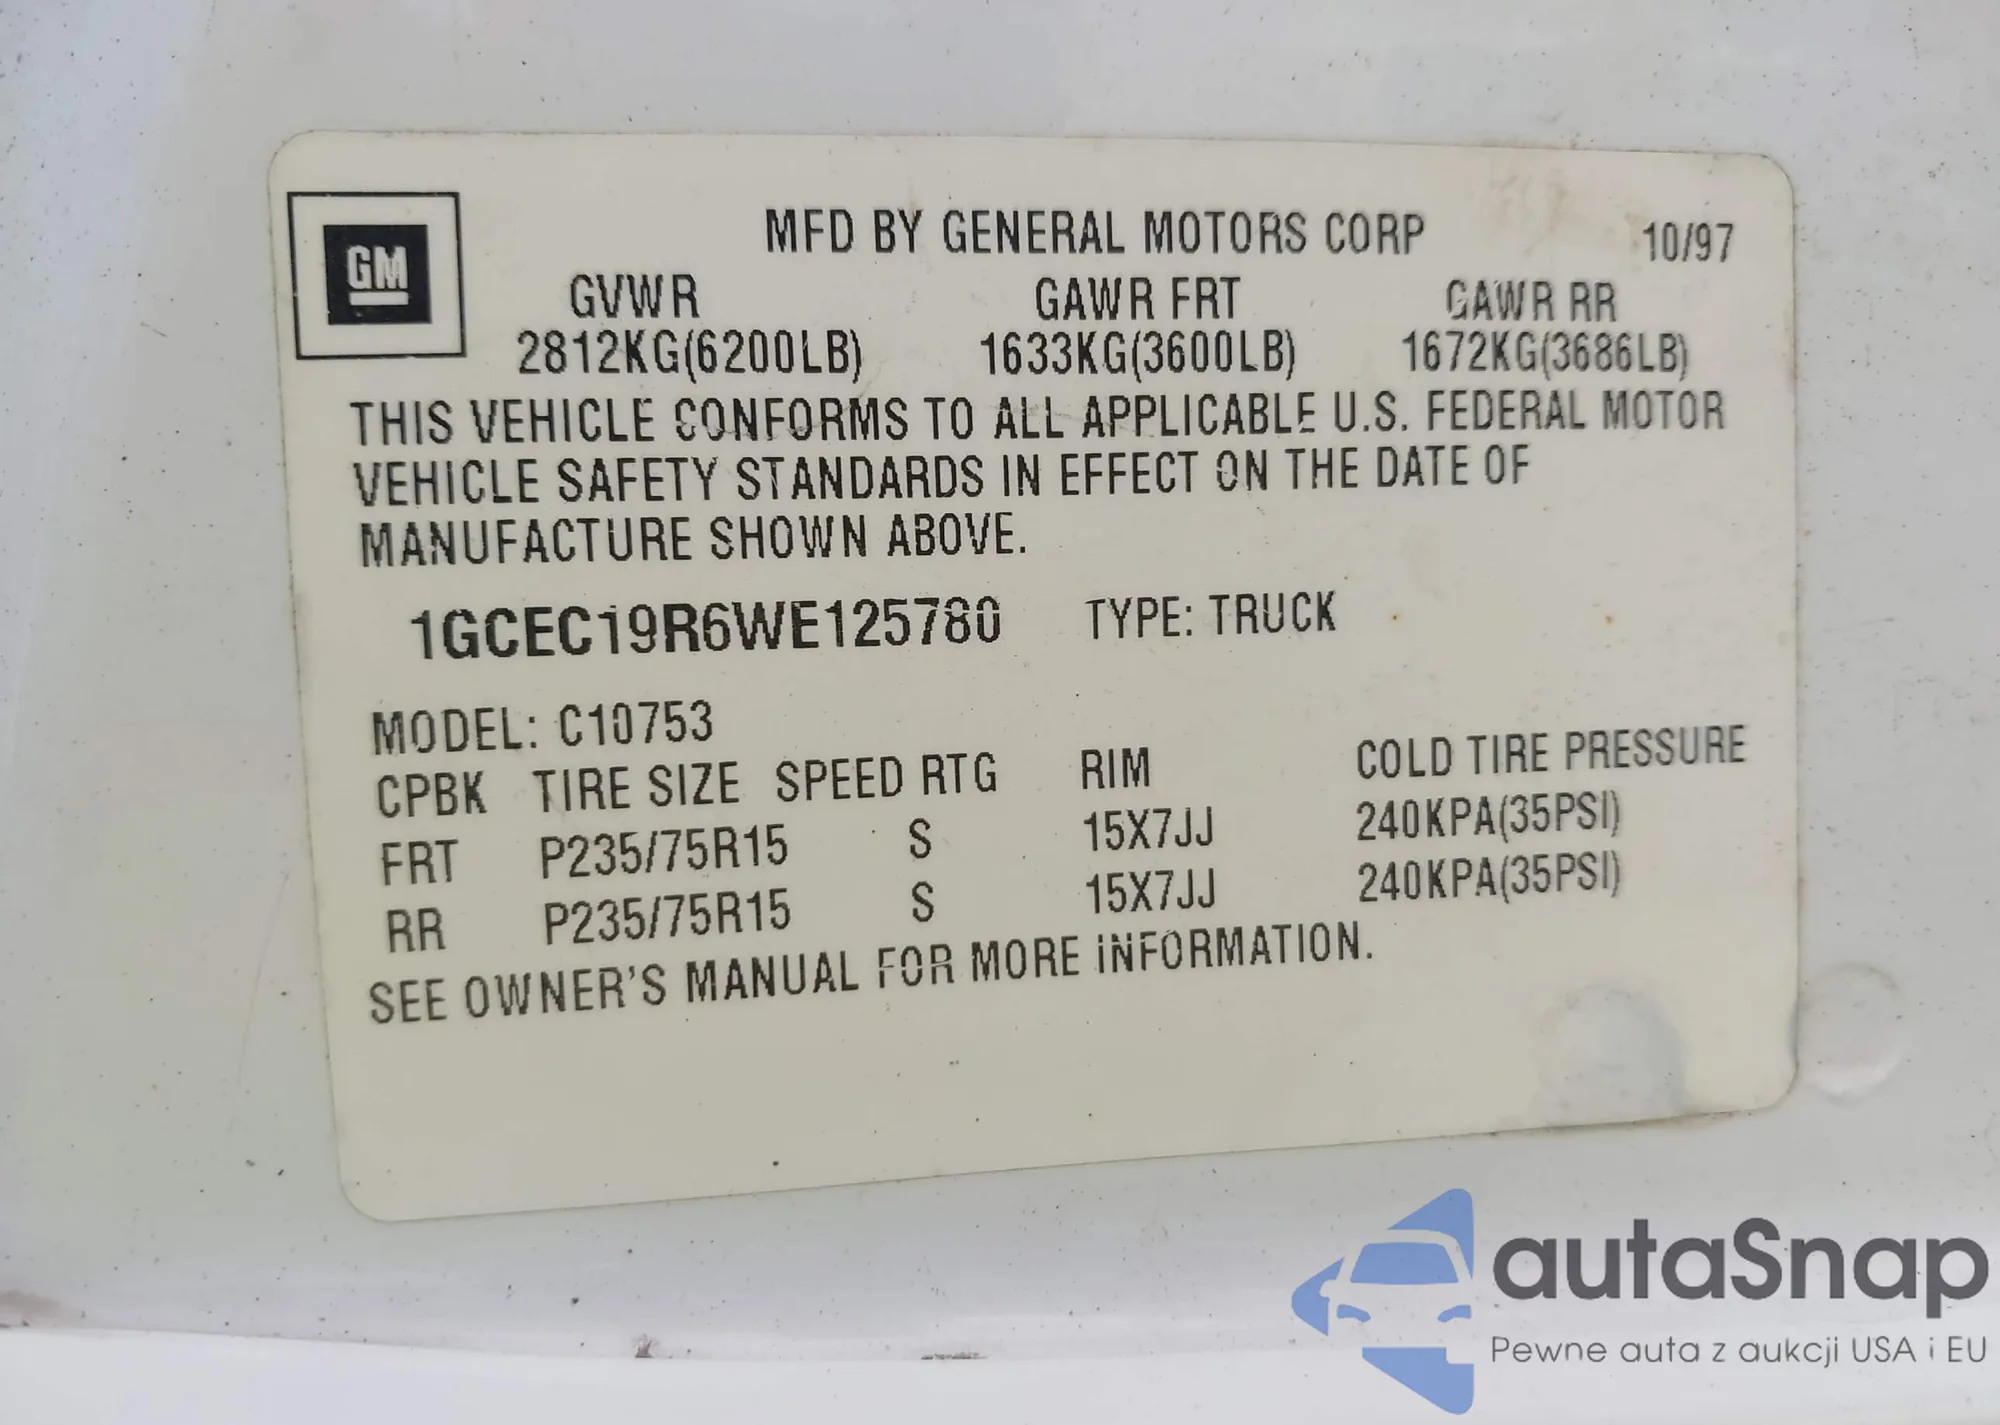 GM
MFD BY GENERAL MOTORS CORP 10/97
GVWR GAWR FRT GAWR RR
2812KG(6200LB) 1633KG(3600LB) 1672KG(3686LB)
THIS VEHICLE CONFORMS TO ALL APPLICABLE U.S. FEDERAL MOTOR
VEHICLE SAFETY STANDARDS IN EFFECT ON THE DATE OF
MANUFACTURE SHOWN ABOVE.
1GCEC19R6WE125780 TYPE: TRUCK
MODEL: C10753
CPBK TIRE SIZE SPEED RTG RIM COLD TIRE PRESSURE
FRT P235/75R15 S 15X7JJ 240KPA(35PSI)
RR P235/75R15 S 15X7JJ 240KPA(35PSI)
SEE OWNER'S MANUAL FOR MORE INFORMATION.
autaSnap
Pewne auta z aukcji USA i EU